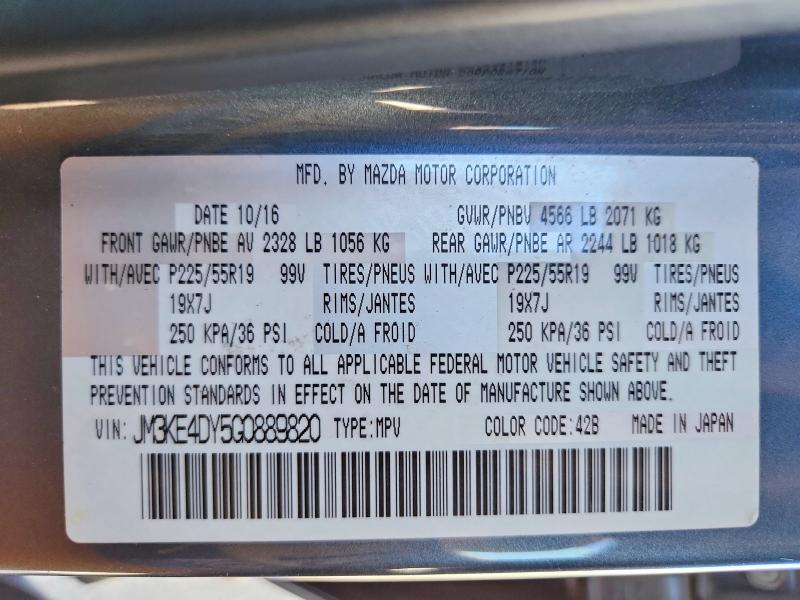 MFD. BY MAZDA MOTOR CORPORATION
DATE 10/16 GVWR/PNBV 4566 LB 2071 KG
FRONT GAWR/PNBE AV 2328 LB 1056 KG REAR GAWR/PNBE AR 2244 LB 1018 KG
WITH/AVEC P225/55R19 99V TIRES/PNEUS WITH/AVEC P225/55R19 99V TIRES/PNEUS
19X7J RIMS/JANTES 19X7J RIMS/JANTES
250 KPA/36 PSI COLD/A FROID 250 KPA/36 PSI COLD/A FROID
THIS VEHICLE CONFORMS TO ALL APPLICABLE FEDERAL MOTOR VEHICLE SAFETY AND THEFT
PREVENTION STANDARDS IN EFFECT ON THE DATE OF MANUFACTURE SHOWN ABOVE.
VIN: JM3KE4DY5G0889820 TYPE:MPV COLOR CODE:42B MADE IN JAPAN